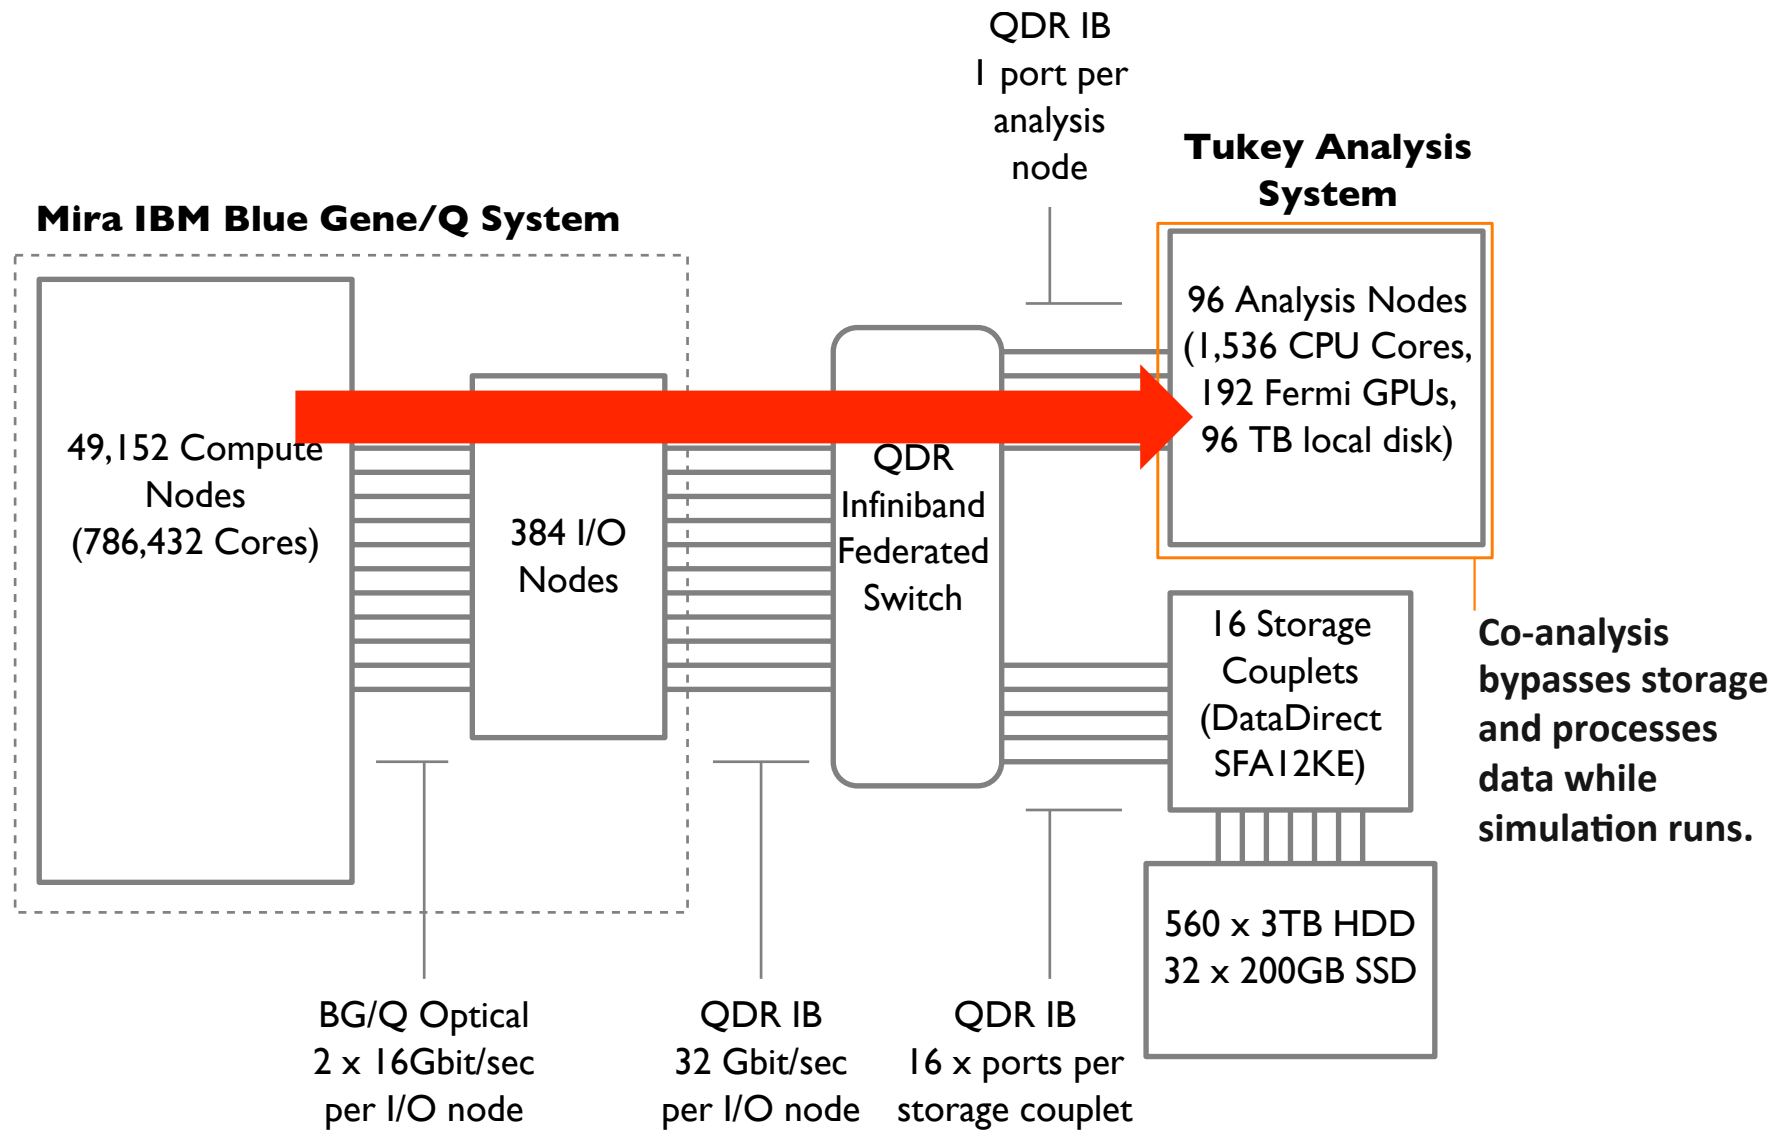 QDR IB
1 port per
analysis
node
Tukey Analysis
System
Mira IBM Blue Gene/Q System
96 Analysis Nodes
(1,536 CPU Cores,
192 Fermi GPUs,
96 TB local disk)
49,152 Compute
Nodes
(786,432 Cores)
384 I/O
Nodes
QDR
Infiniband
Federated
Switch
16 Storage
Couplets
(DataDirect
SFA12KE)
Co-analysis
bypasses storage
and processes
data while
simulation runs.
560 x 3TB HDD
32 x 200GB SSD
BG/Q Optical
2 x 16Gbit/sec
per I/O node
QDR IB
32 Gbit/sec
per I/O node
QDR IB
16 x ports per
storage couplet